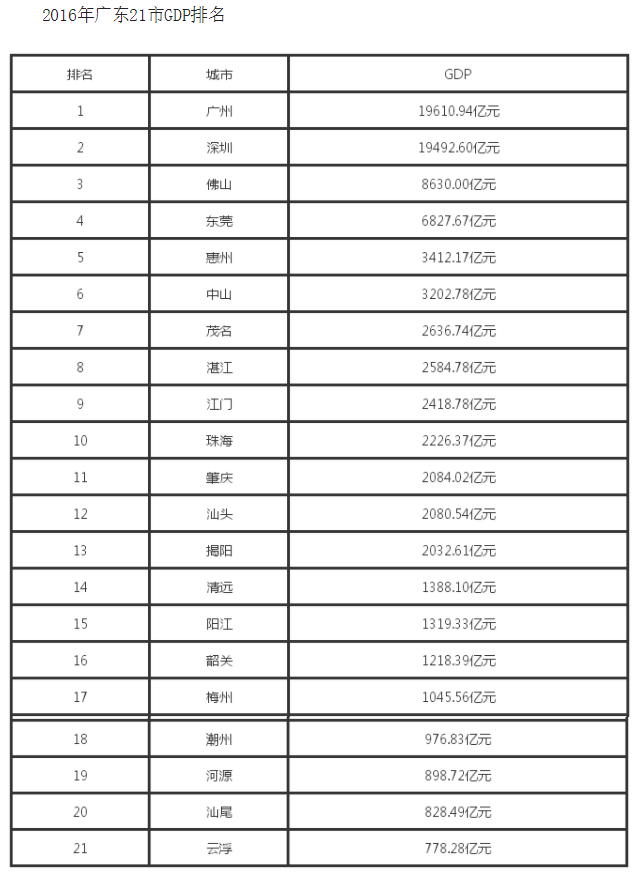 2016年广东21市GDP排名
排名 城市 GDP
1 广州 19610.94亿元
2 深圳 19492.60亿元
3 佛山 8630.00亿元
4 东莞 6827.67亿元
5 惠州 3412.17亿元
6 中山 3202.78亿元
7 茂名 2636.74亿元
8 湛江 2584.78亿元
9 江门 2418.78亿元
10 珠海 2226.37亿元
11 肇庆 2084.02亿元
12 汕头 2080.54亿元
13 揭阳 2032.61亿元
14 清远 1388.10亿元
15 阳江 1319.33亿元
16 韶关 1218.39亿元
17 梅州 1045.56亿元
18 潮州 976.83亿元
19 河源 898.72亿元
20 汕尾 828.49亿元
21 云浮 778.28亿元